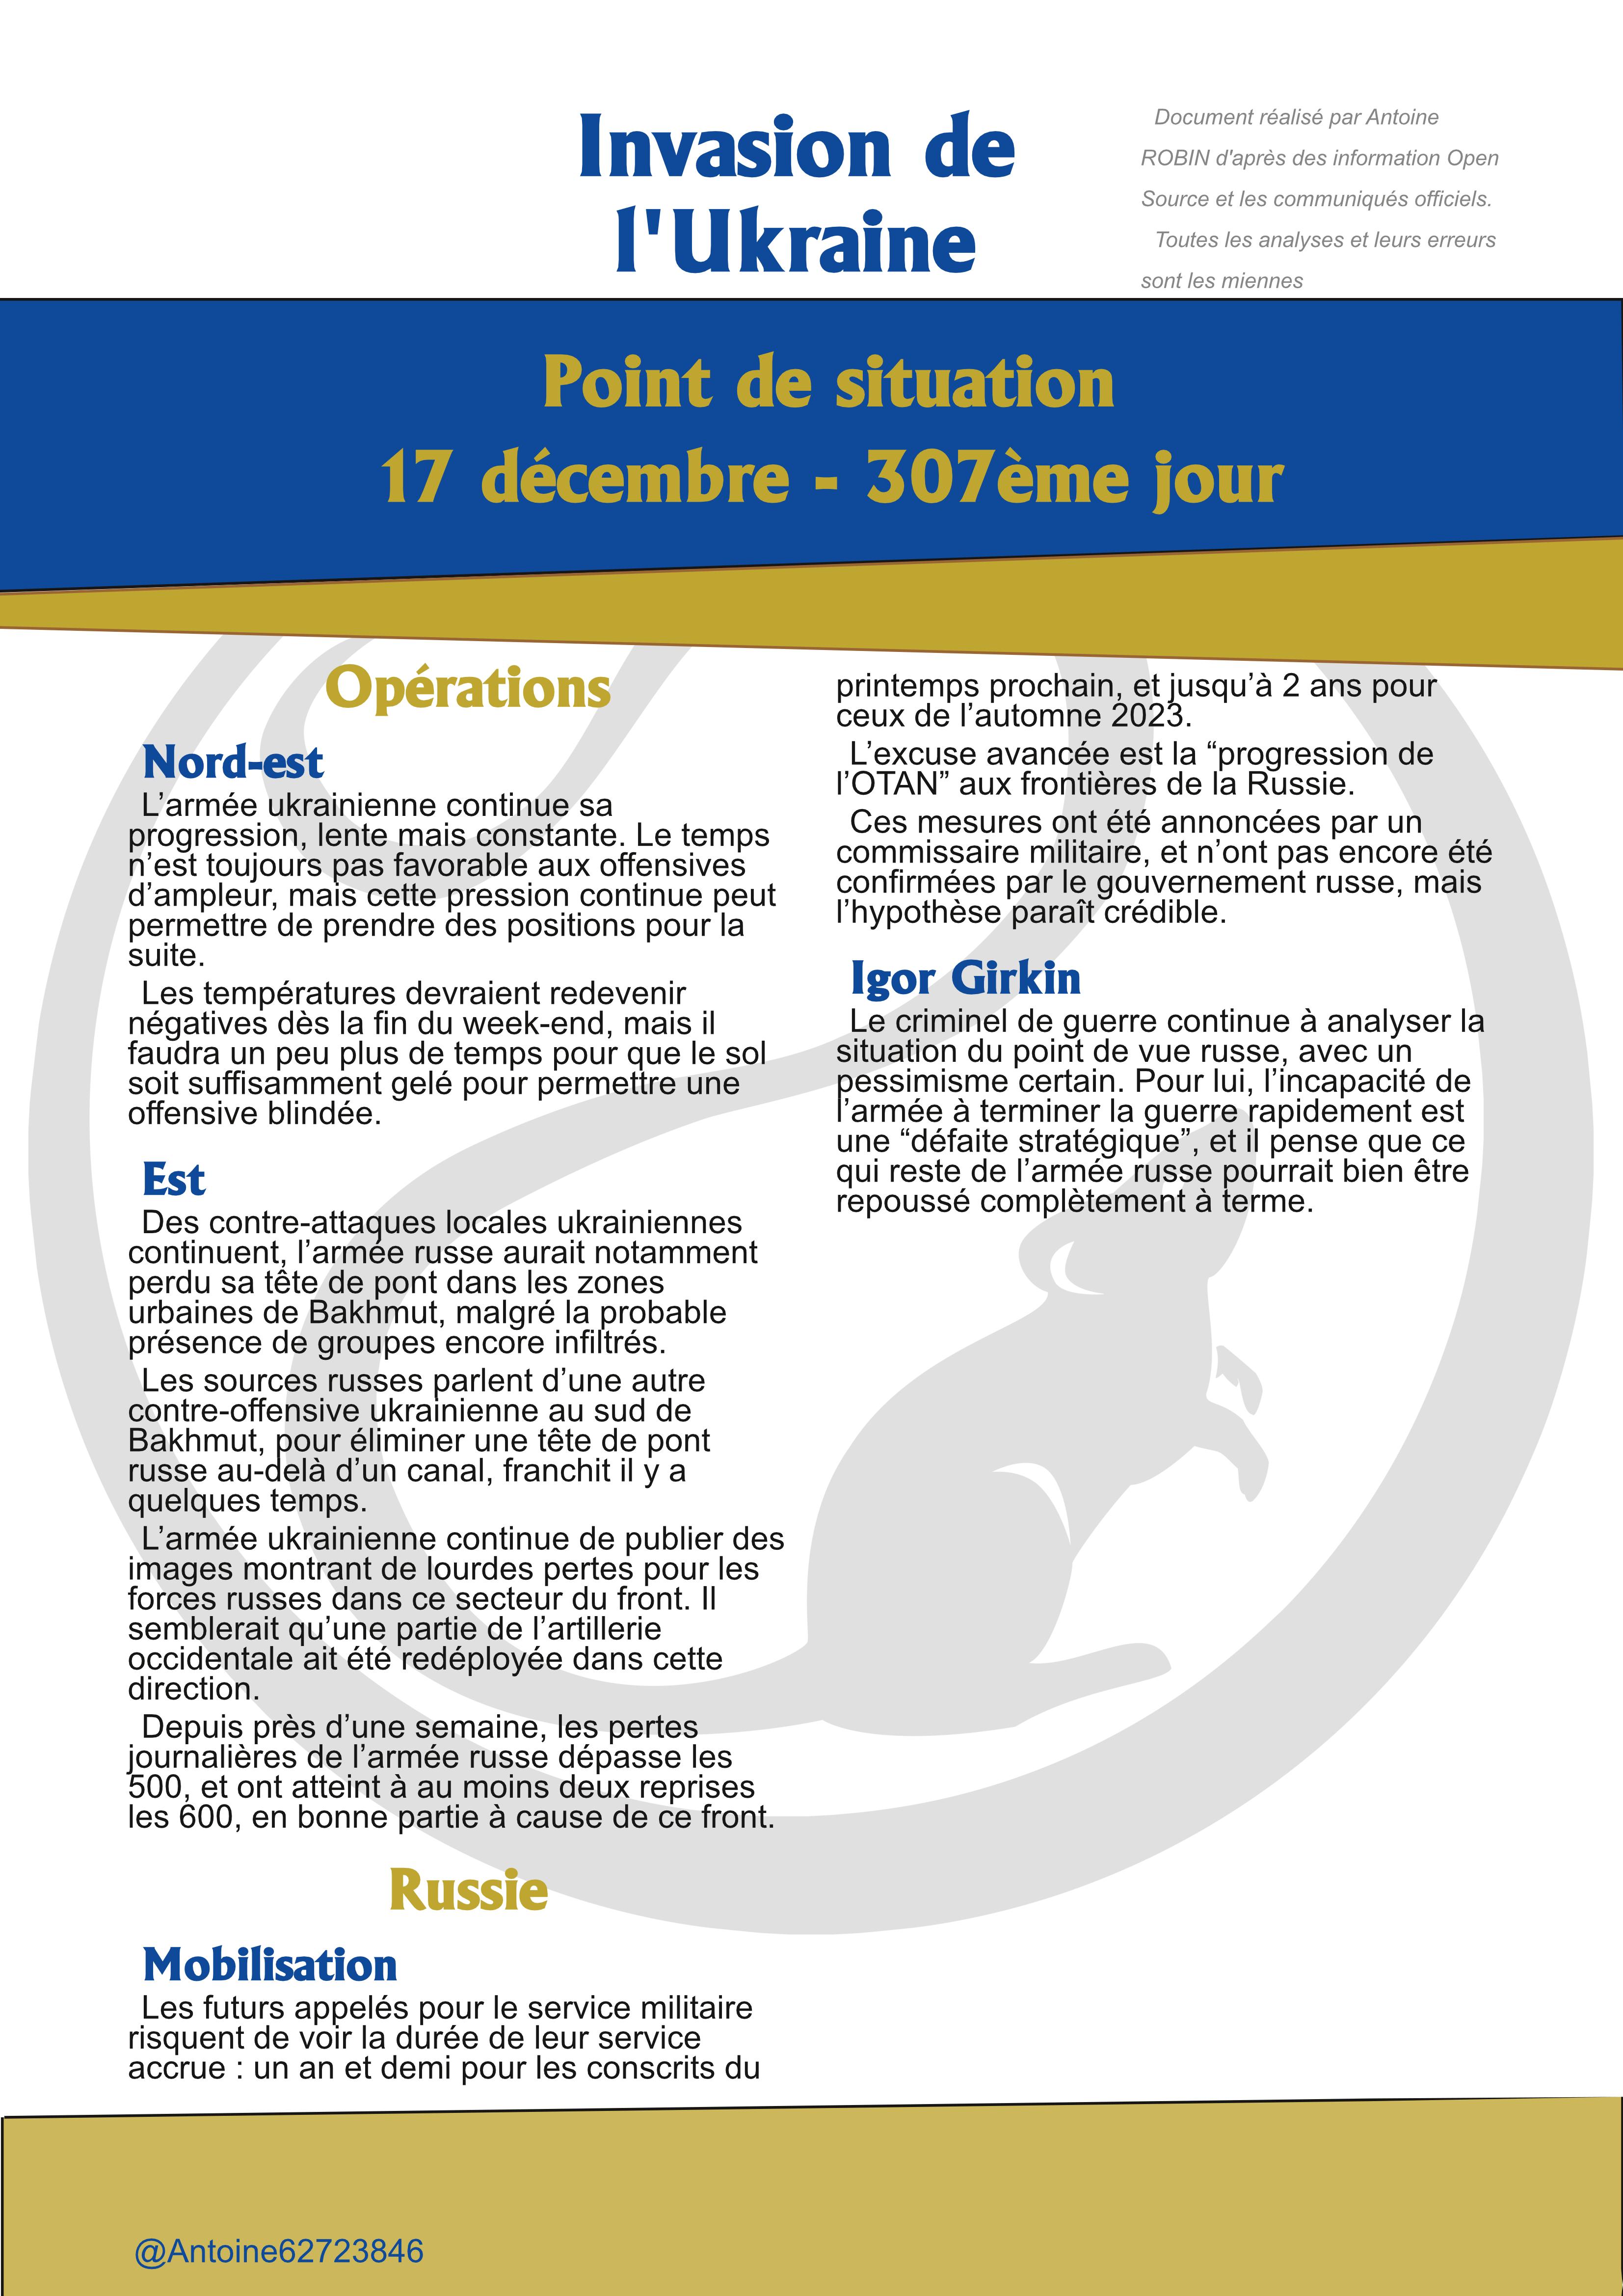 Invasion de
l'Ukraine
Document réalisé par Antoine
ROBIN d'après des information Open
Source et les communiqués officiels.
Toutes les analyses et leurs erreurs
sont les miennes
Point de situation
17 décembre - 307ème jour
Opérations
Nord-est
L’armée ukrainienne continue sa
progression, lente mais constante. Le temps
n’est toujours pas favorable aux offensives
d’ampleur, mais cette pression continue peut
permettre de prendre des positions pour la
suite.
Les températures devraient redevenir
négatives dès la fin du week-end, mais il
faudra un peu plus de temps pour que le sol
soit suffisamment gelé pour permettre une
offensive blindée.
Est
Des contre-attaques locales ukrainiennes
continuent, l’armée russe aurait notamment
perdu sa tête de pont dans les zones
urbaines de Bakhmut, malgré la probable
présence de groupes encore infiltrés.
Les sources russes parlent d’une autre
contre-offensive ukrainienne au sud de
Bakhmut, pour éliminer une tête de pont
russe au-delà d’un canal, franchit il y a
quelques temps.
L’armée ukrainienne continue de publier des
images montrant de lourdes pertes pour les
forces russes dans ce secteur du front. Il
semblerait qu’une partie de l’artillerie
occidentale ait été redéployée dans cette
direction.
Depuis près d’une semaine, les pertes
journalières de l’armée russe dépasse les
500, et ont atteint à au moins deux reprises
les 600, en bonne partie à cause de ce front.
Russie
Mobilisation
Les futurs appelés pour le service militaire
risquent de voir la durée de leur service
accrue : un an et demi pour les conscrits du
printemps prochain, et jusqu’à 2 ans pour
ceux de l’automne 2023.
L’excuse avancée est la “progression de
l’OTAN” aux frontières de la Russie.
Ces mesures ont été annoncées par un
commissaire militaire, et n’ont pas encore été
confirmées par le gouvernement russe, mais
l’hypothèse paraît crédible.
Igor Girkin
Le criminel de guerre continue à analyser la
situation du point de vue russe, avec un
pessimisme certain. Pour lui, l’incapacité de
l’armée à terminer la guerre rapidement est
une “défaite stratégique”, et il pense que ce
qui reste de l’armée russe pourrait bien être
repoussé complètement à terme.
@Antoine62723846